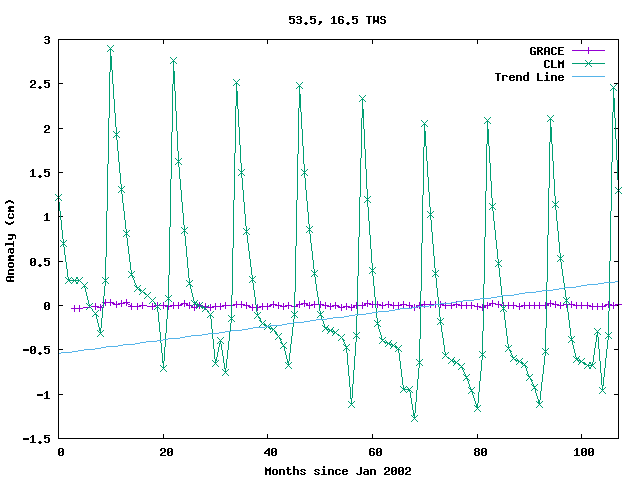 53.5, 16.5 TWS
GRACE
CLM
Trend Line
3
2.5
2
1.5
1
0.5
0
-0.5
-1
-1.5
Anomaly (cm)
0 20 40 60 80 100
Months since Jan 2002